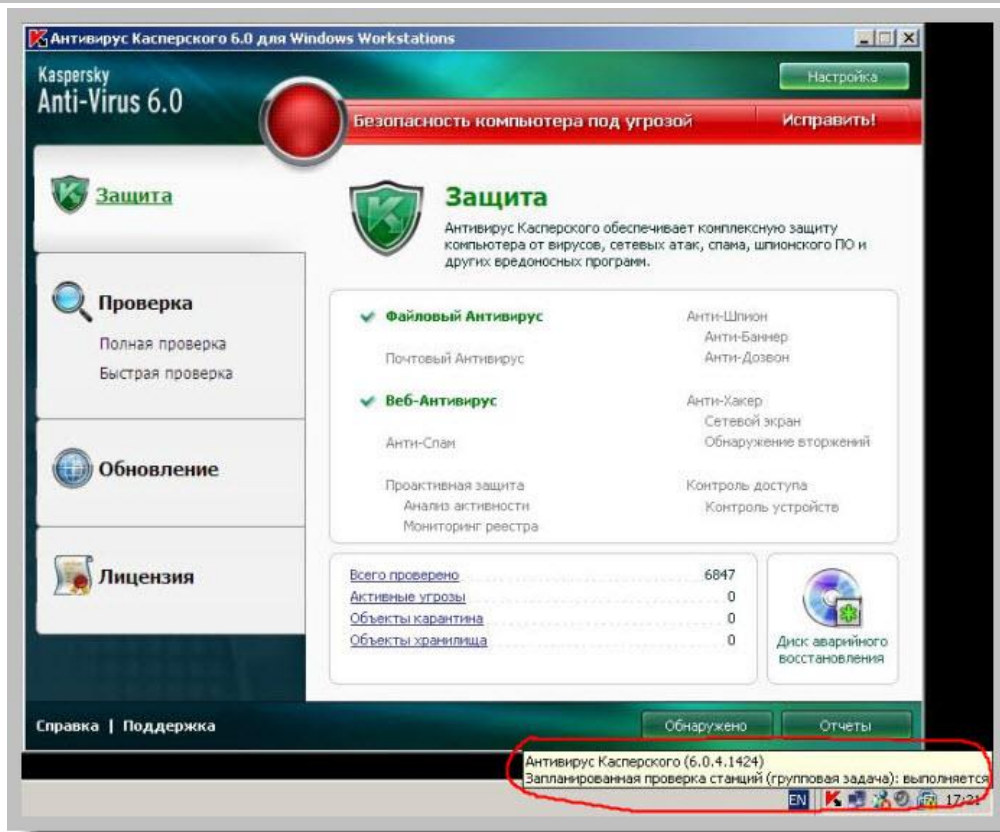 Антивирус Касперского 6.0 для Windows Workstations
Kaspersky
Anti-Virus 6.0
Настройка
Безопасность компьютера под угрозой
Исправить!
Защита
Защита
Антивирус Касперского обеспечивает комплексную защиту
компьютера от вирусов, сетевых атак, спама, шпионского ПО и
других вредоносных программ.
Проверка
Полная проверка
Быстрая проверка
Обновление
Лицензия
Файловый Антивирус
Анти-Шпион
Анти-Баннер
Почтовый Антивирус
Анти-Дозвон
Веб-Антивирус
Анти-Хакер
Сетевой экран
Анти-Спам
Обнаружение вторжений
Проактивная защита
Контроль доступа
Анализ активности
Контроль устройств
Мониторинг реестра
Всего проверено 6847
Активные угрозы 0
Объекты карантина 0
Объекты хранилища 0
Диск аварийного
восстановления
Справка | Поддержка
Обнаружено
Отчеты
Антивирус Касперского (6.0.4.1424)
Запланированная проверка станций (групповая задача): выполняется
EN
17:21